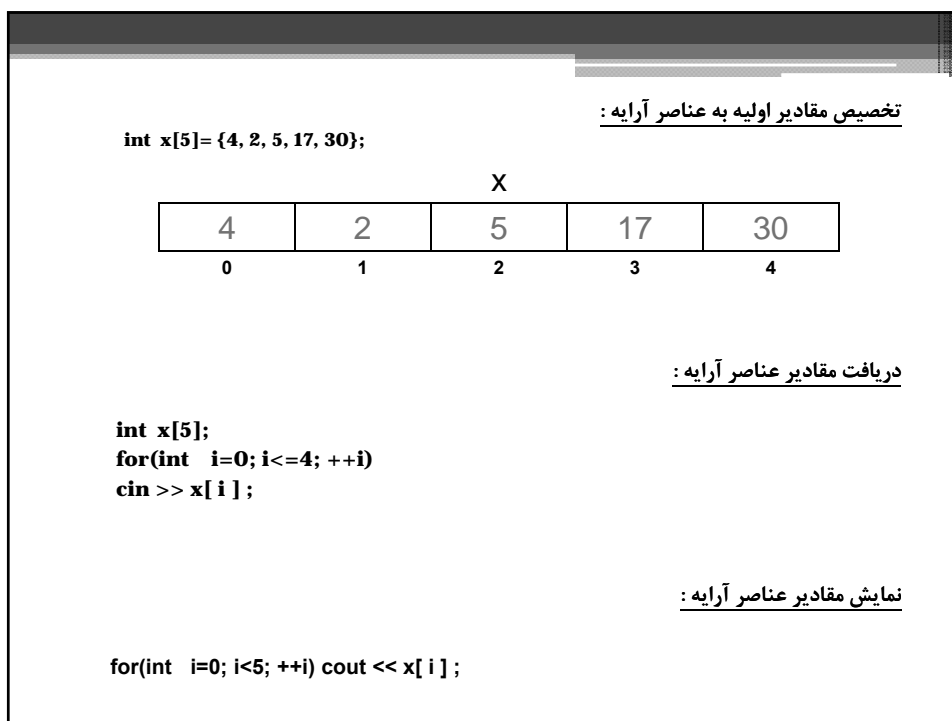 تخصیص مقادیر اولیه به عناصر آرایه :
int x[5]= {4, 2, 5, 17, 30};
X
4 2 5 17 30
0 1 2 3 4
دریافت مقادیر عناصر آرایه :
int x[5];
for(int i=0; i<=4; ++i)
cin >> x[ i ] ;
نمایش مقادیر عناصر آرایه :
for(int i=0; i<5; ++i) cout << x[ i ] ;